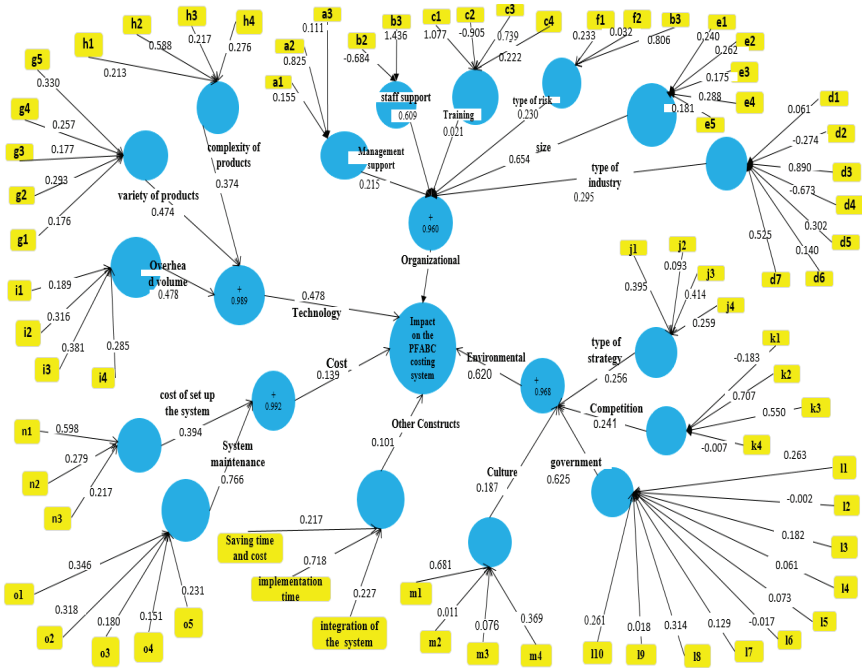 h3
h4
0.217
h2
0.588
0.276
h1
0.213
a3
0.111
a2
0.825
a1
0.155
b3
1.436
b2
-0.684
c1
1.077
c2
-0.905
c3
0.739
c4
0.222
f1
0.233
f2
0.032
b3
0.806
e1
0.240
e2
0.262
e3
0.175
e4
0.288
e5
0.181
g5
0.330
g4
0.257
g3
0.177
g2
0.293
g1
0.176
complexity of
products
0.374
variety of products
0.474
staff support
0.609
Management
support
0.215
Training
0.021
type of risk
0.230
size
0.654
type of
industry
0.295
d1
0.061
d2
-0.274
d3
0.890
d4
-0.673
d5
0.302
d6
0.140
d7
0.525
+
0.960
Organizational
Overhea
d volume
0.478
i1
0.189
i2
0.316
i3
0.381
i4
0.285
+
0.989
0.478
Technology
Impact
on the
PFABC
costing
system
Environmental
0.620
+
0.968
j1
0.395
j2
0.093
j3
0.414
j4
0.259
type of
strategy
0.256
k1
-0.183
k2
0.707
k3
0.550
k4
-0.007
Competition
0.241
Cost
0.139
+
0.992
cost of set up
the system
0.394
n1
0.598
n2
0.279
n3
0.217
System
maintenance
0.766
Other Constructs
0.101
Culture
0.187
government
0.625
l1
0.263
l2
-0.002
l3
0.182
l4
0.061
l5
0.073
l6
-0.017
l7
0.129
l8
0.314
l9
0.018
l10
0.261
o1
0.346
o2
0.318
o3
0.180
o4
0.151
o5
0.231
0.217
Saving time
and cost
0.718
implementation
time
0.227
integration of
the system
m1
0.681
m2
0.011
m3
0.076
m4
0.369